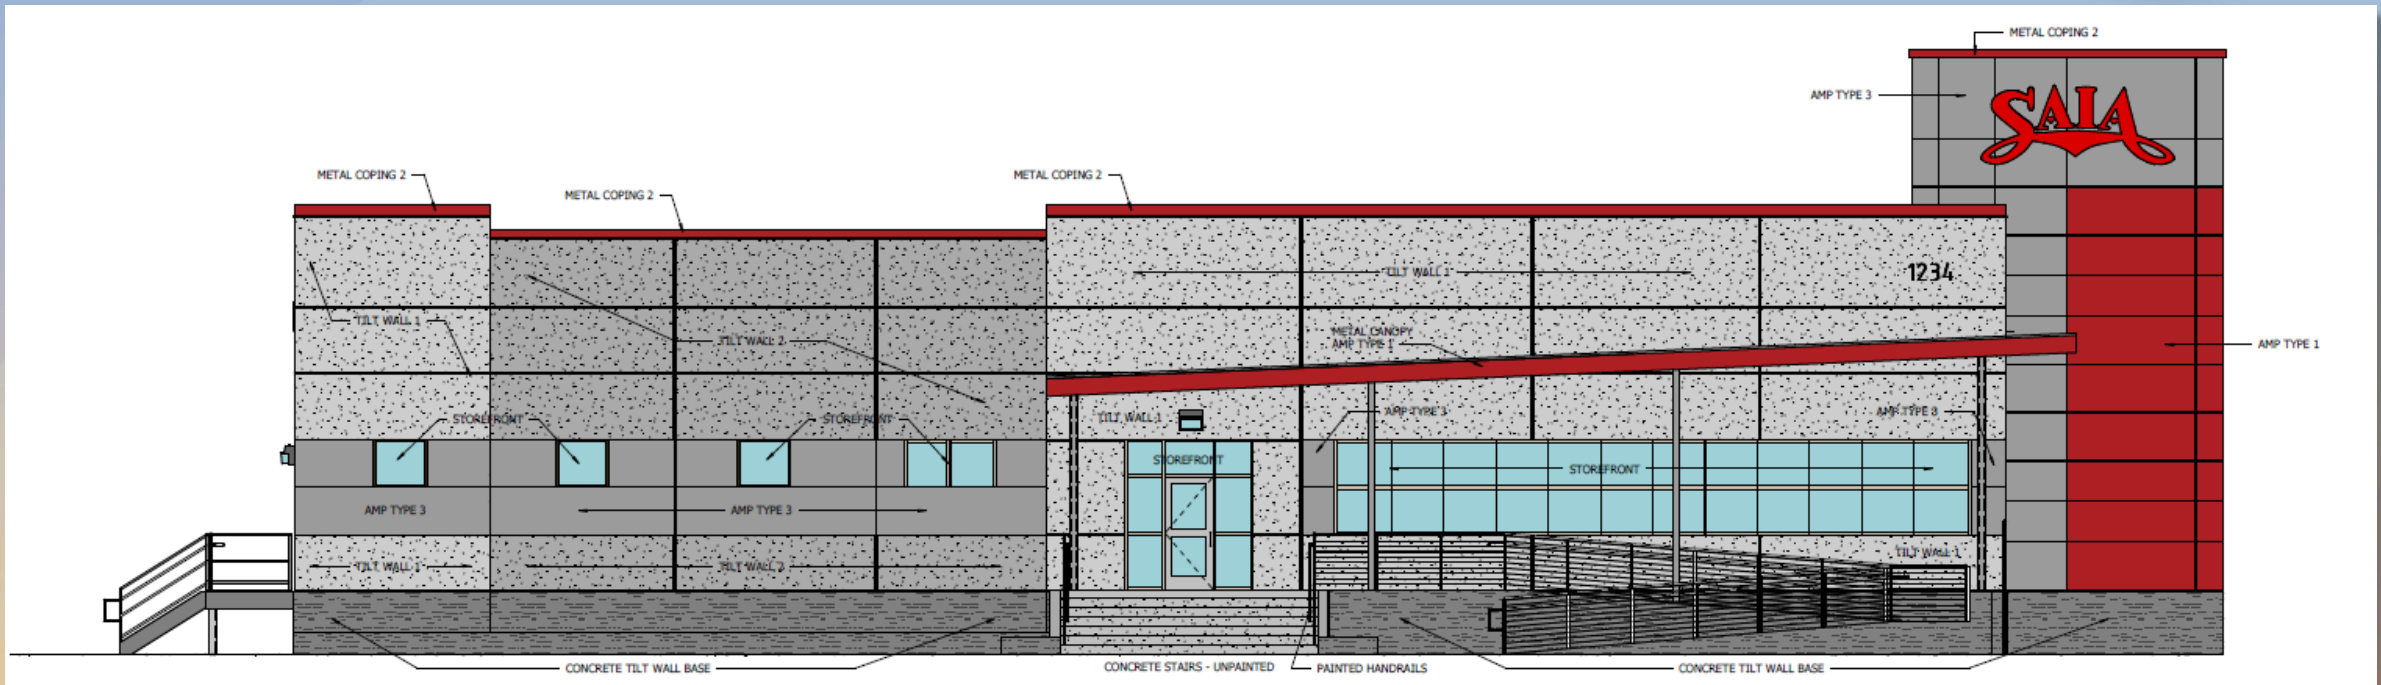 METAL COPING 2
AMP TYPE 3
SAIA
METAL COPING 2
METAL COPING 2
METAL COPING 2
TILT WALL 1
1234
TILT WALL 1
TILT WALL 2
METAL CANOPY
AMP TYPE 1
AMP TYPE 1
STOREFRONT
STOREFRONT
TILT WALL 1
AMP TYPE 3
AMP TYPE 3
STOREFRONT
STOREFRONT
AMP TYPE 3
AMP TYPE 3
TILT WALL 1
TILT WALL 2
TILT WALL 1
CONCRETE TILT WALL BASE
CONCRETE STAIRS - UNPAINTED
PAINTED HANDRAILS
CONCRETE TILT WALL BASE